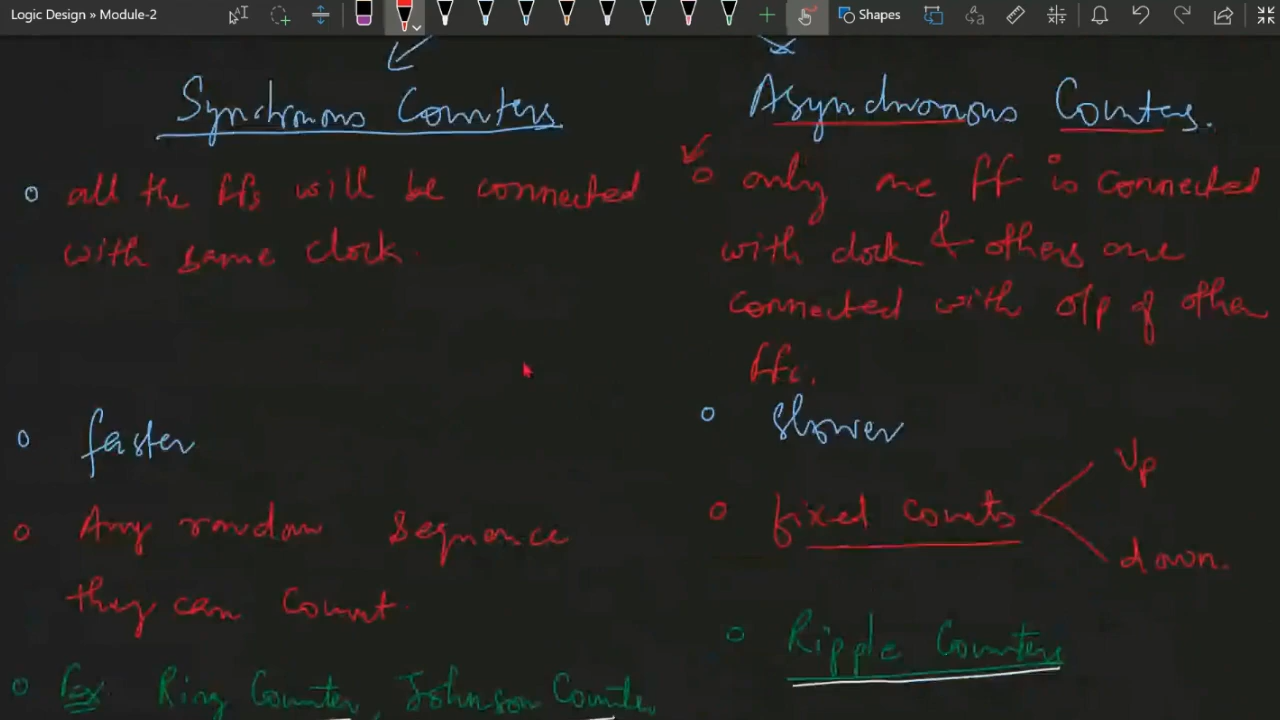 Logic Design » Module-2
Shapes
Synchronous Counters
all the ffs will be connected
with same clock.
faster
Any random sequence
they can count.
Ex Ring Counter, Johnson Counter
Asynchronous Counters.
only one ff is connected
with clock & others are
connected with o/p of other
ffs.
slower
fixed counts
Up
down.
Ripple Counters